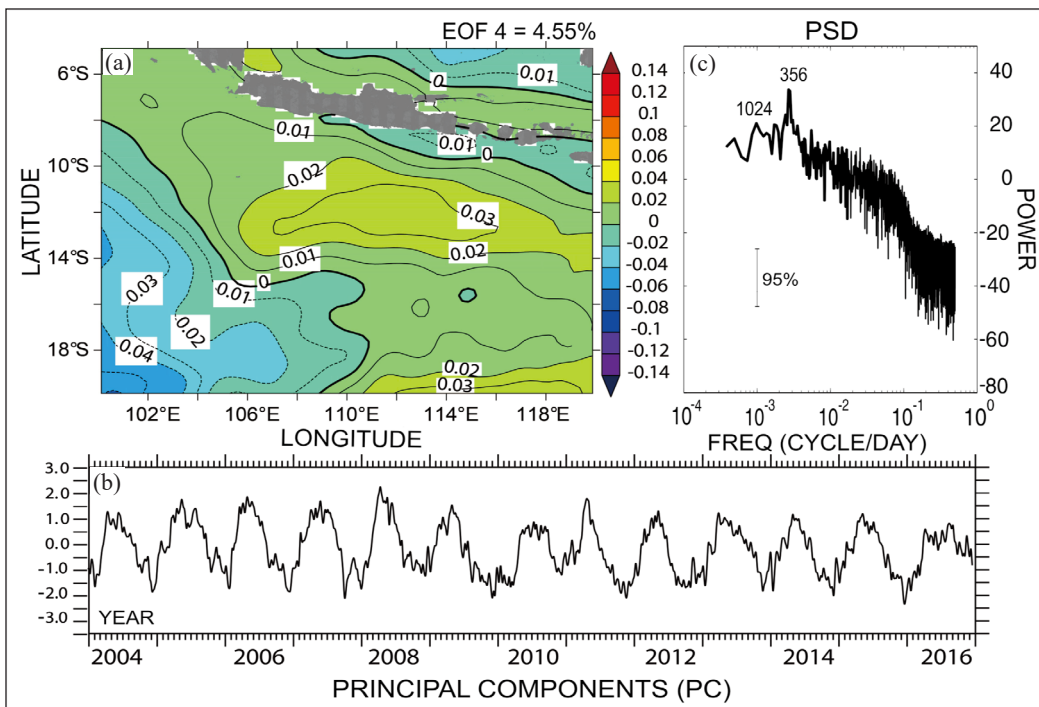 EOF 4 = 4.55%
(a)
6°S
10°S
14°S
18°S
LATITUDE
0
0.01
0.01
0.01
0
0.02
0.03
0.02
0.01
0
0.01
0.03
0.02
0.04
0.02
0.03
102°E 106°E 110°E 114°E 118°E
LONGITUDE
0.14
0.12
0.1
0.08
0.06
0.04
0.02
0
-0.02
-0.04
-0.06
-0.08
-0.1
-0.12
-0.14
PSD
(c)
356
1024
95%
40
20
0
-20
-40
-60
-80
POWER
10-4 10-3 10-2 10-1 100
FREQ (CYCLE/DAY)
(b)
3.0
2.0
1.0
0.0
-1.0
-2.0
-3.0
YEAR
2004 2006 2008 2010 2012 2014 2016
PRINCIPAL COMPONENTS (PC)